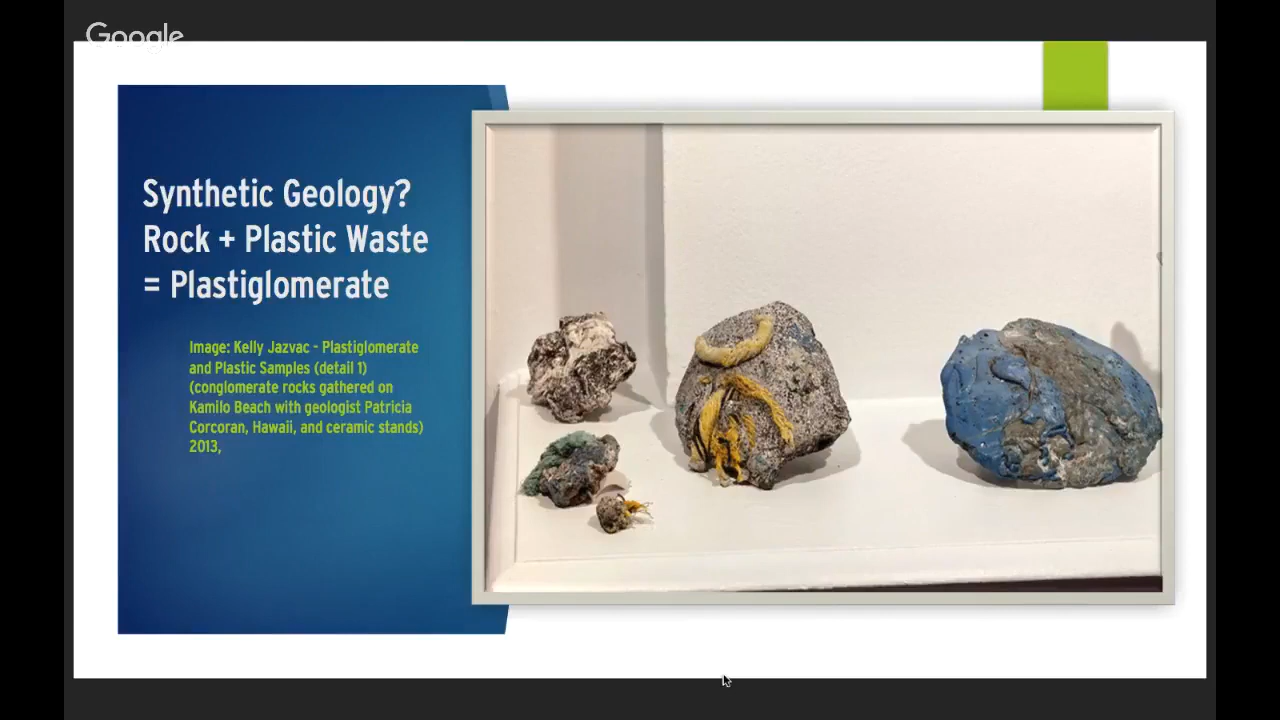 Google
Synthetic Geology?
Rock + Plastic Waste
= Plastiglomerate
Image: Kelly Jazvac - Plastiglomerate
and Plastic Samples (detail 1)
(conglomerate rocks gathered on
Kamilo Beach with geologist Patricia
Corcoran, Hawaii, and ceramic stands)
2013,